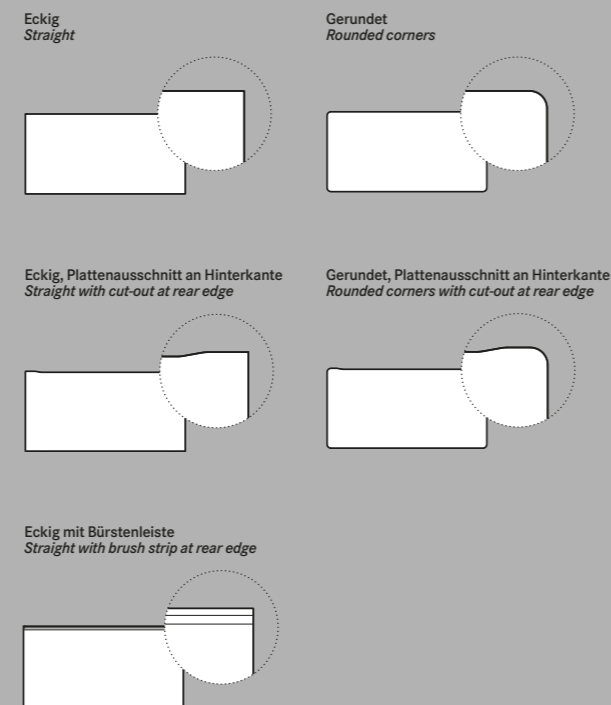 Eckig
Straight
Gerundet
Rounded corners
Eckig, Plattenausschnitt an Hinterkante
Straight with cut-out at rear edge
Gerundet, Plattenausschnitt an Hinterkante
Rounded corners with cut-out at rear edge
Eckig mit Bürstenleiste
Straight with brush strip at rear edge